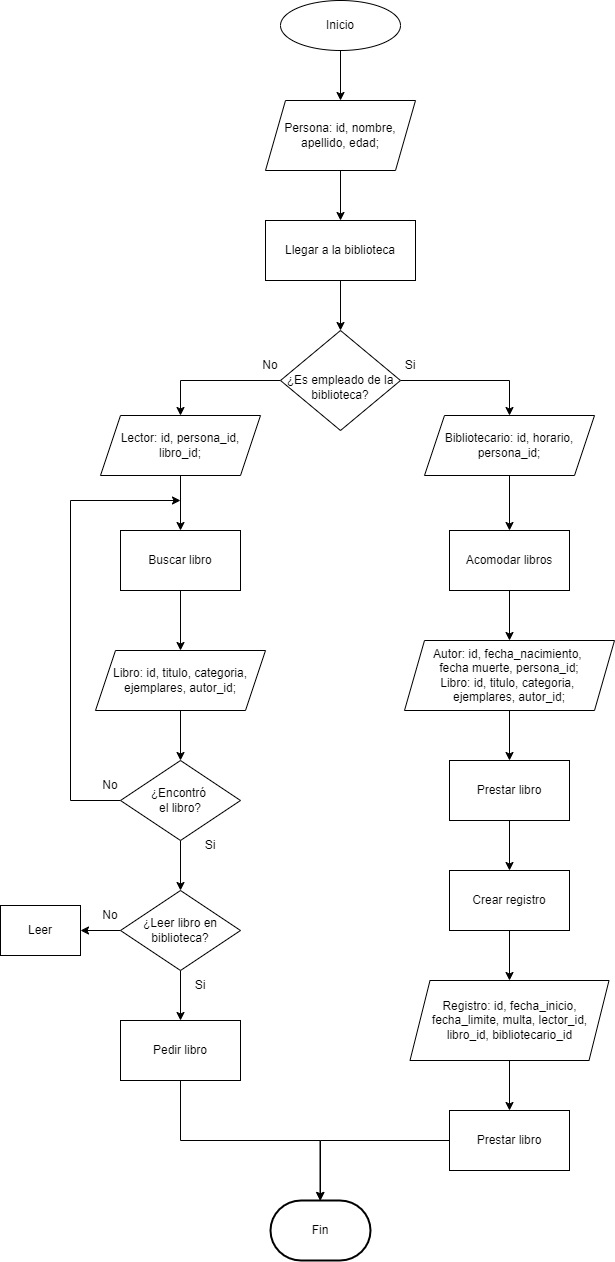 Inicio
Persona: id, nombre,
apellido, edad;
Llegar a la biblioteca
No
Si
¿Es empleado de la
biblioteca?
Lector: id, persona_id,
libro_id;
Bibliotecario: id, horario,
persona_id;
Buscar libro
Acomodar libros
Libro: id, titulo, categoria,
ejemplares, autor_id;
Autor: id, fecha_nacimiento,
fecha muerte, persona_id;
Libro: id, titulo, categoria,
ejemplares, autor_id;
No
¿Encontró
el libro?
Si
Prestar libro
Crear registro
No
¿Leer libro en
biblioteca?
Leer
Si
Registro: id, fecha_inicio,
fecha_limite, multa, lector_id,
libro_id, bibliotecario_id
Pedir libro
Prestar libro
Fin